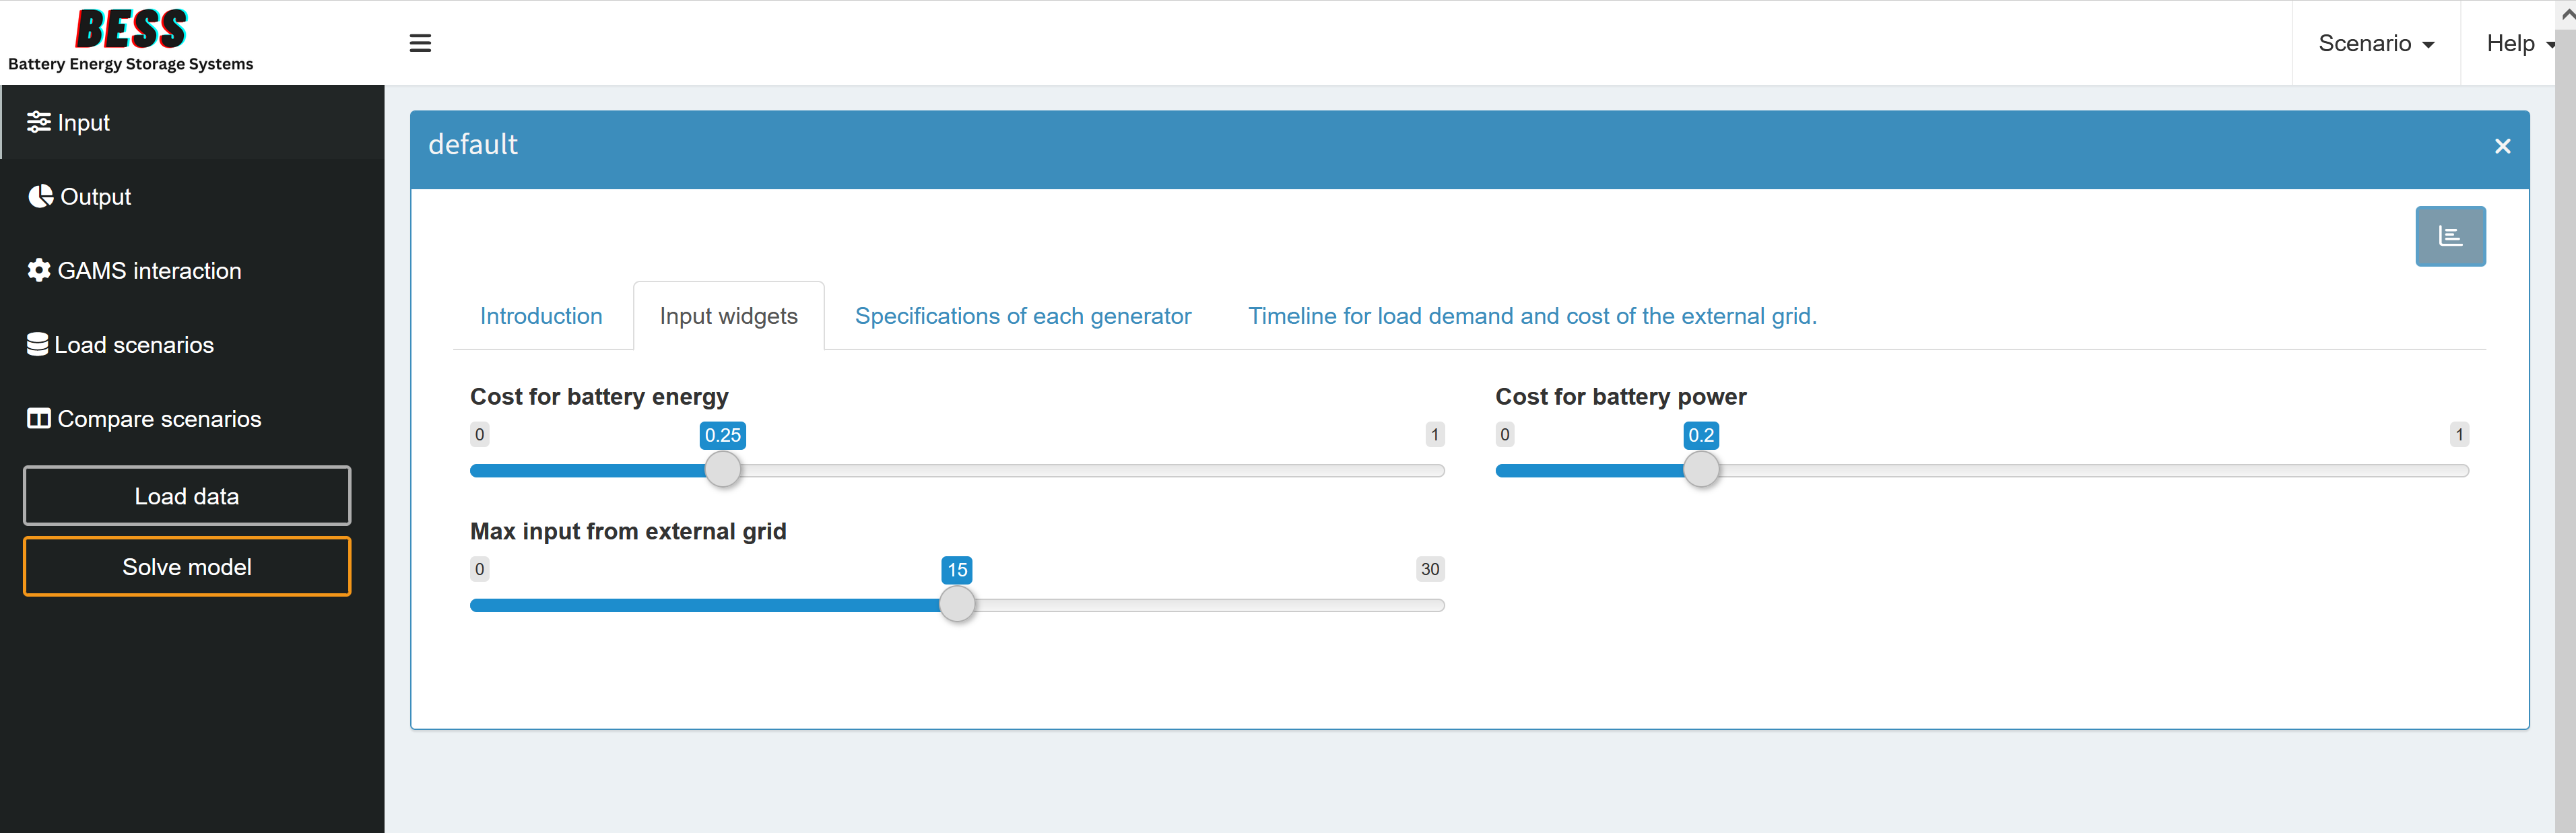 BESS
Battery Energy Storage Systems
Scenario
Help
Input
Output
GAMS interaction
Load scenarios
Compare scenarios
Load data
Solve model
default
Introduction
Input widgets
Specifications of each generator
Timeline for load demand and cost of the external grid.
Cost for battery energy
0
0.25
1
Cost for battery power
0
0.2
1
Max input from external grid
0
15
30